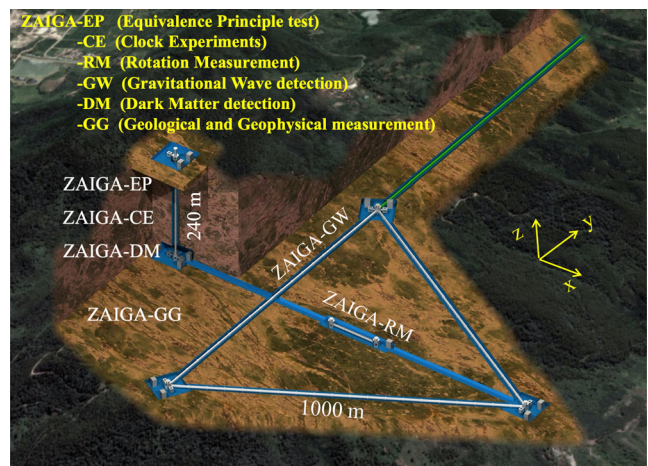 ZAIGA-EP (Equivalence Principle test)
-CE (Clock Experiments)
-RM (Rotation Measurement)
-GW (Gravitational Wave detection)
-DM (Dark Matter detection)
-GG (Geological and Geophysical measurement)
ZAIGA-EP
ZAIGA-CE
ZAIGA-DM
240 m
ZAIGA-GW
z
y
x
ZAIGA-GG
ZAIGA-RM
1000 m